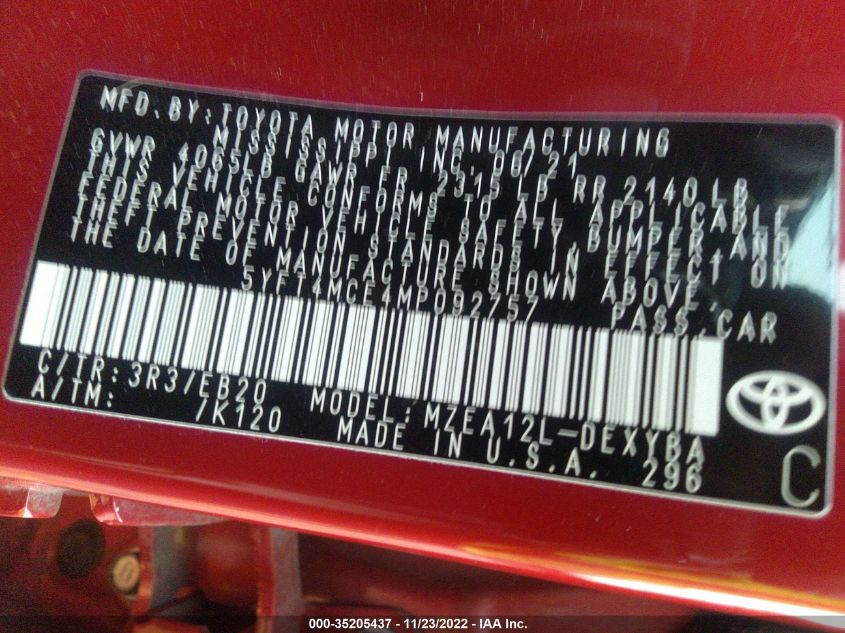 MFD. BY: TOYOTA MOTOR MANUFACTURING
MISSISSIPPI INC. 06/21
GVWR 4065LB GAWR FR 2315 LB RR 2140 LB
THIS VEHICLE CONFORMS TO ALL APPLICABLE
FEDERAL MOTOR VEHICLE SAFETY, BUMPER, AND
THEFT PREVENTION STANDARDS IN EFFECT ON
THE DATE OF MANUFACTURE SHOWN ABOVE.
5YFT4MCE4MP092757 PASS. CAR
C/TR: 3R3/EB20 MODEL: MZEA12L-DEXYBA
A/TM: /K120 MADE IN U.S.A. 296
C
000-35205437 - 11/23/2022 - IAA Inc.